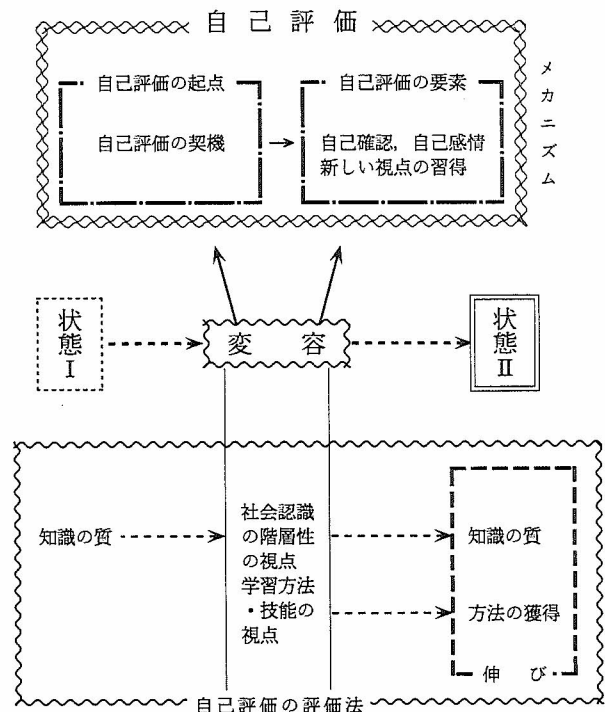 自己評価
自己評価の起点
自己評価の要素
メカニズム
自己評価の契機
自己確認，自己感情
新しい視点の習得
状態Ⅰ
変容
状態Ⅱ
知識の質
社会認識
の階層性
の視点
学習方法
・技能の
視点
知識の質
方法の獲得
伸び
自己評価の評価法